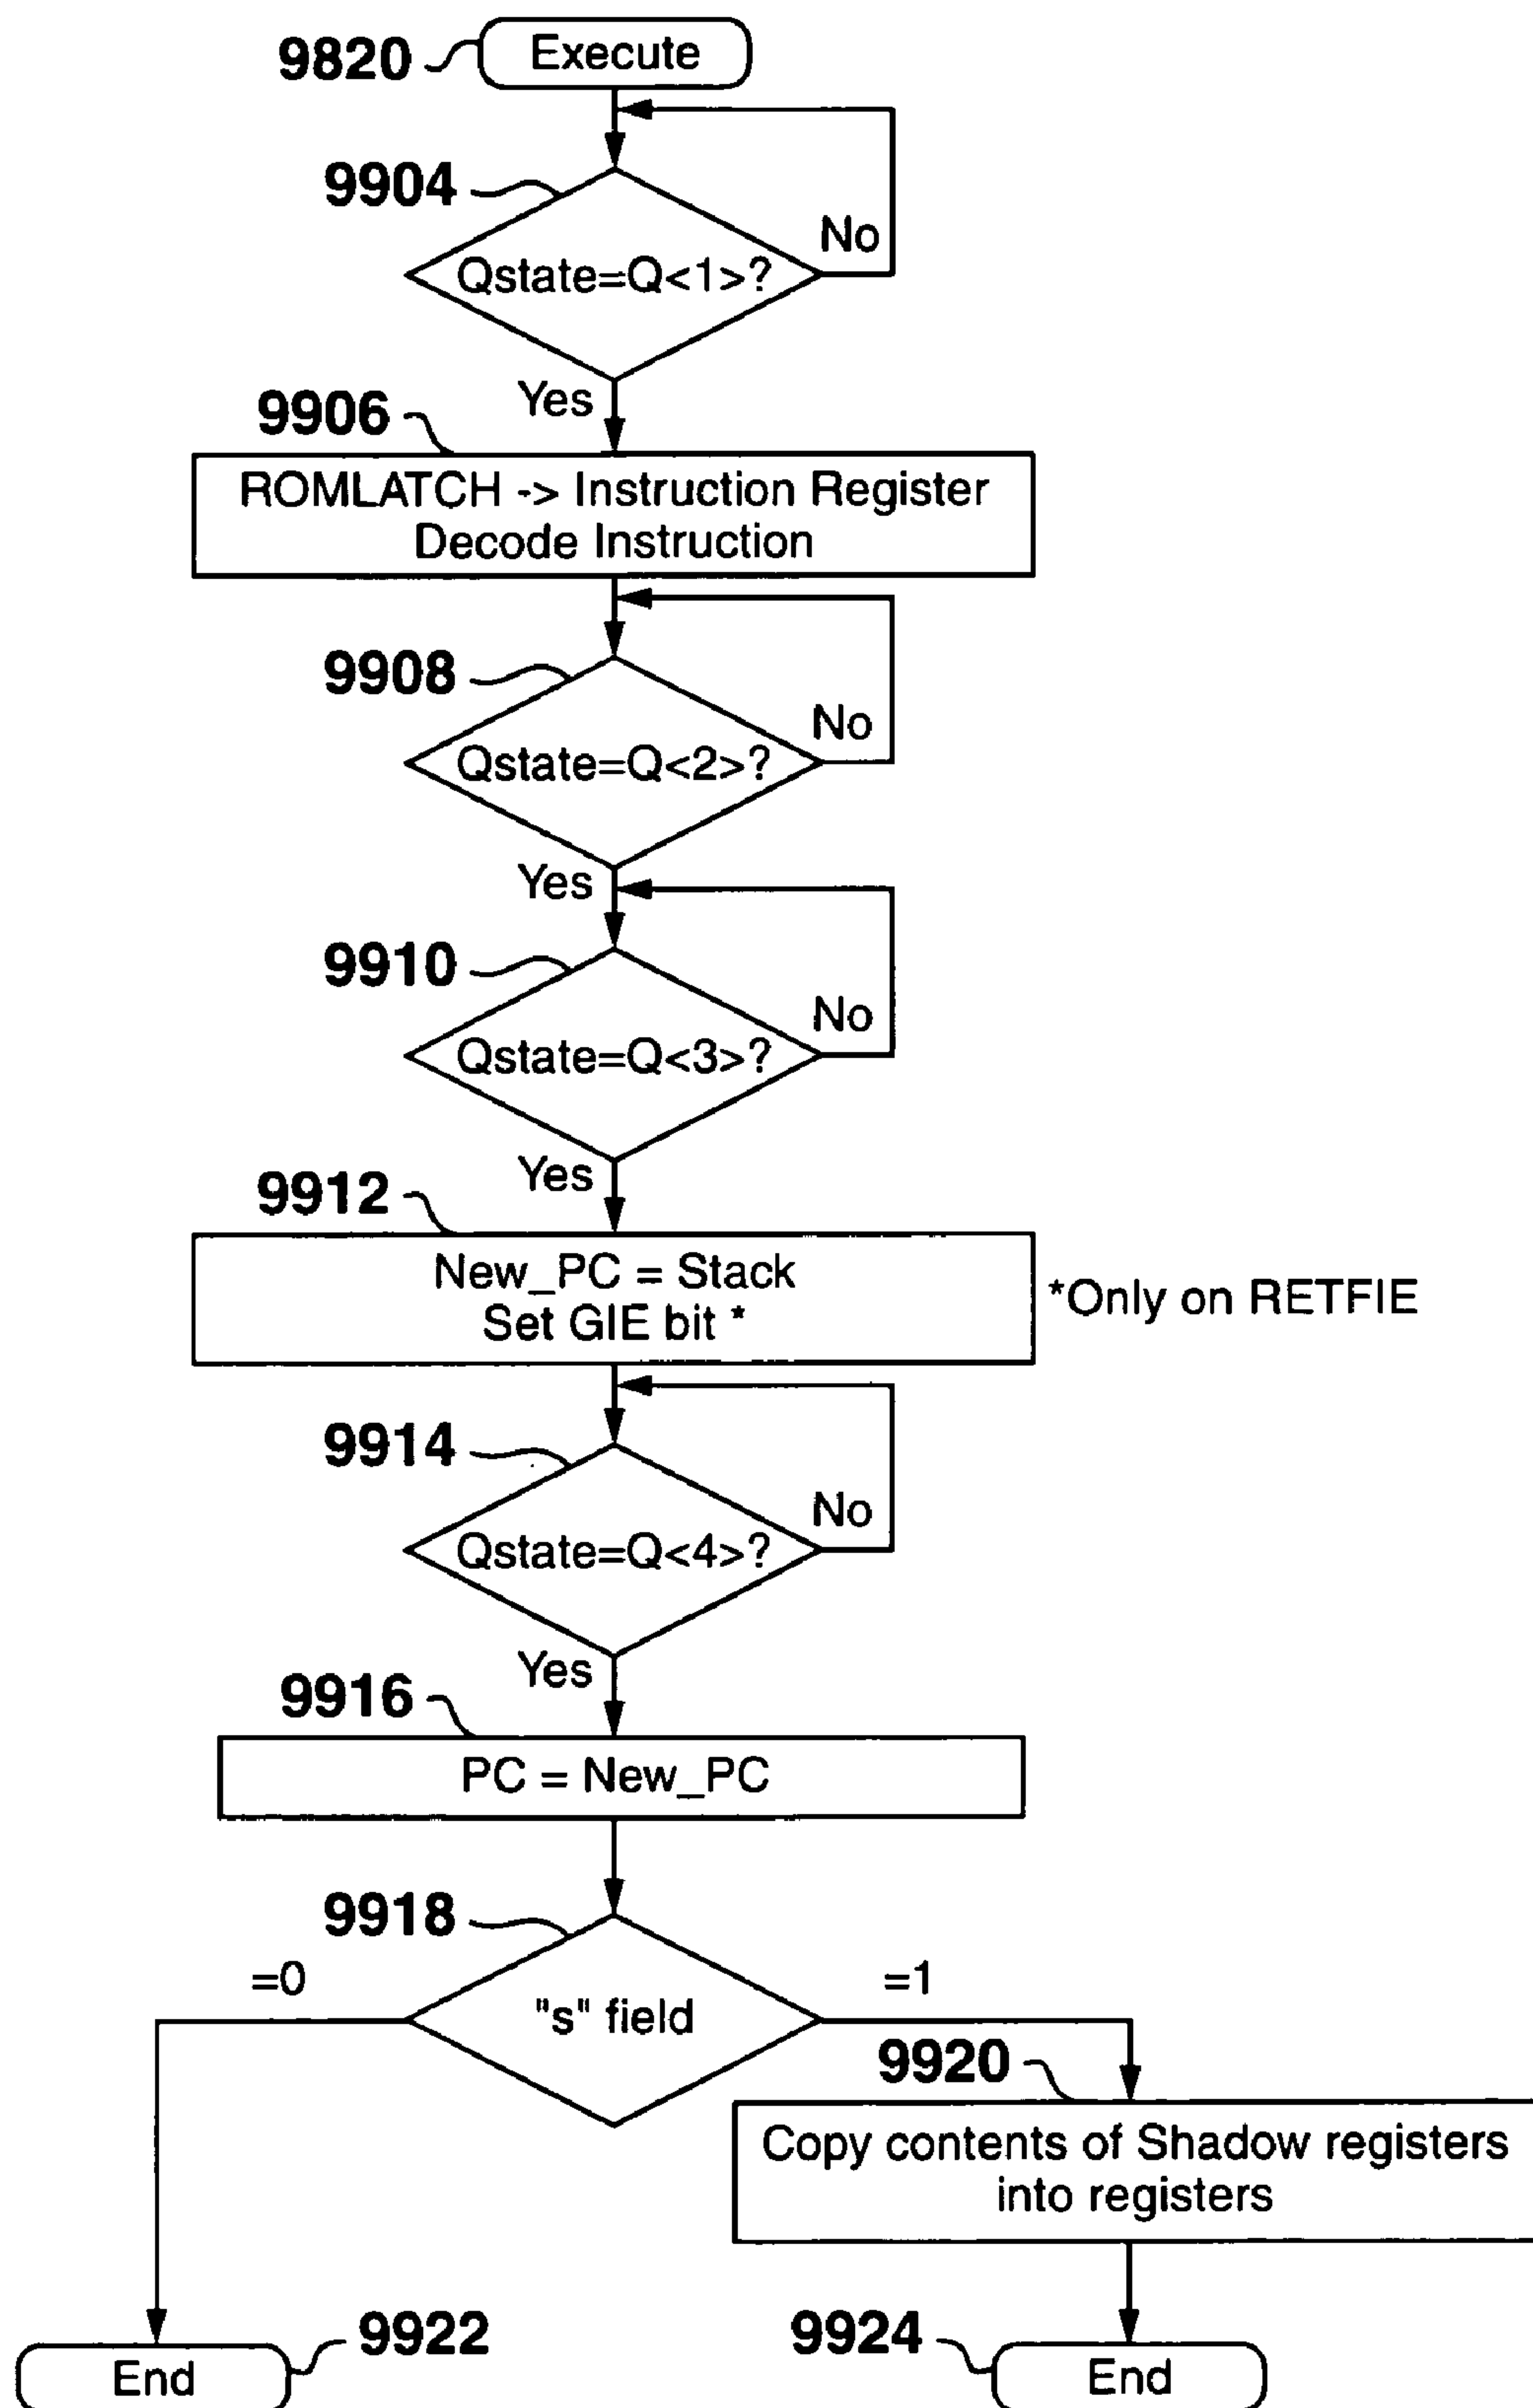 9820
Execute
9904
No
Qstate=Q<1>?
Yes
9906
ROMLATCH -> Instruction Register
Decode Instruction
9908
No
Qstate=Q<2>?
Yes
9910
No
Qstate=Q<3>?
Yes
9912
New_PC = Stack
Set GIE bit *
*Only on RETFIE
9914
No
Qstate=Q<4>?
Yes
9916
PC = New_PC
9918
=0
=1
"s" field
9920
Copy contents of Shadow registers
into registers
9922
9924
End
End